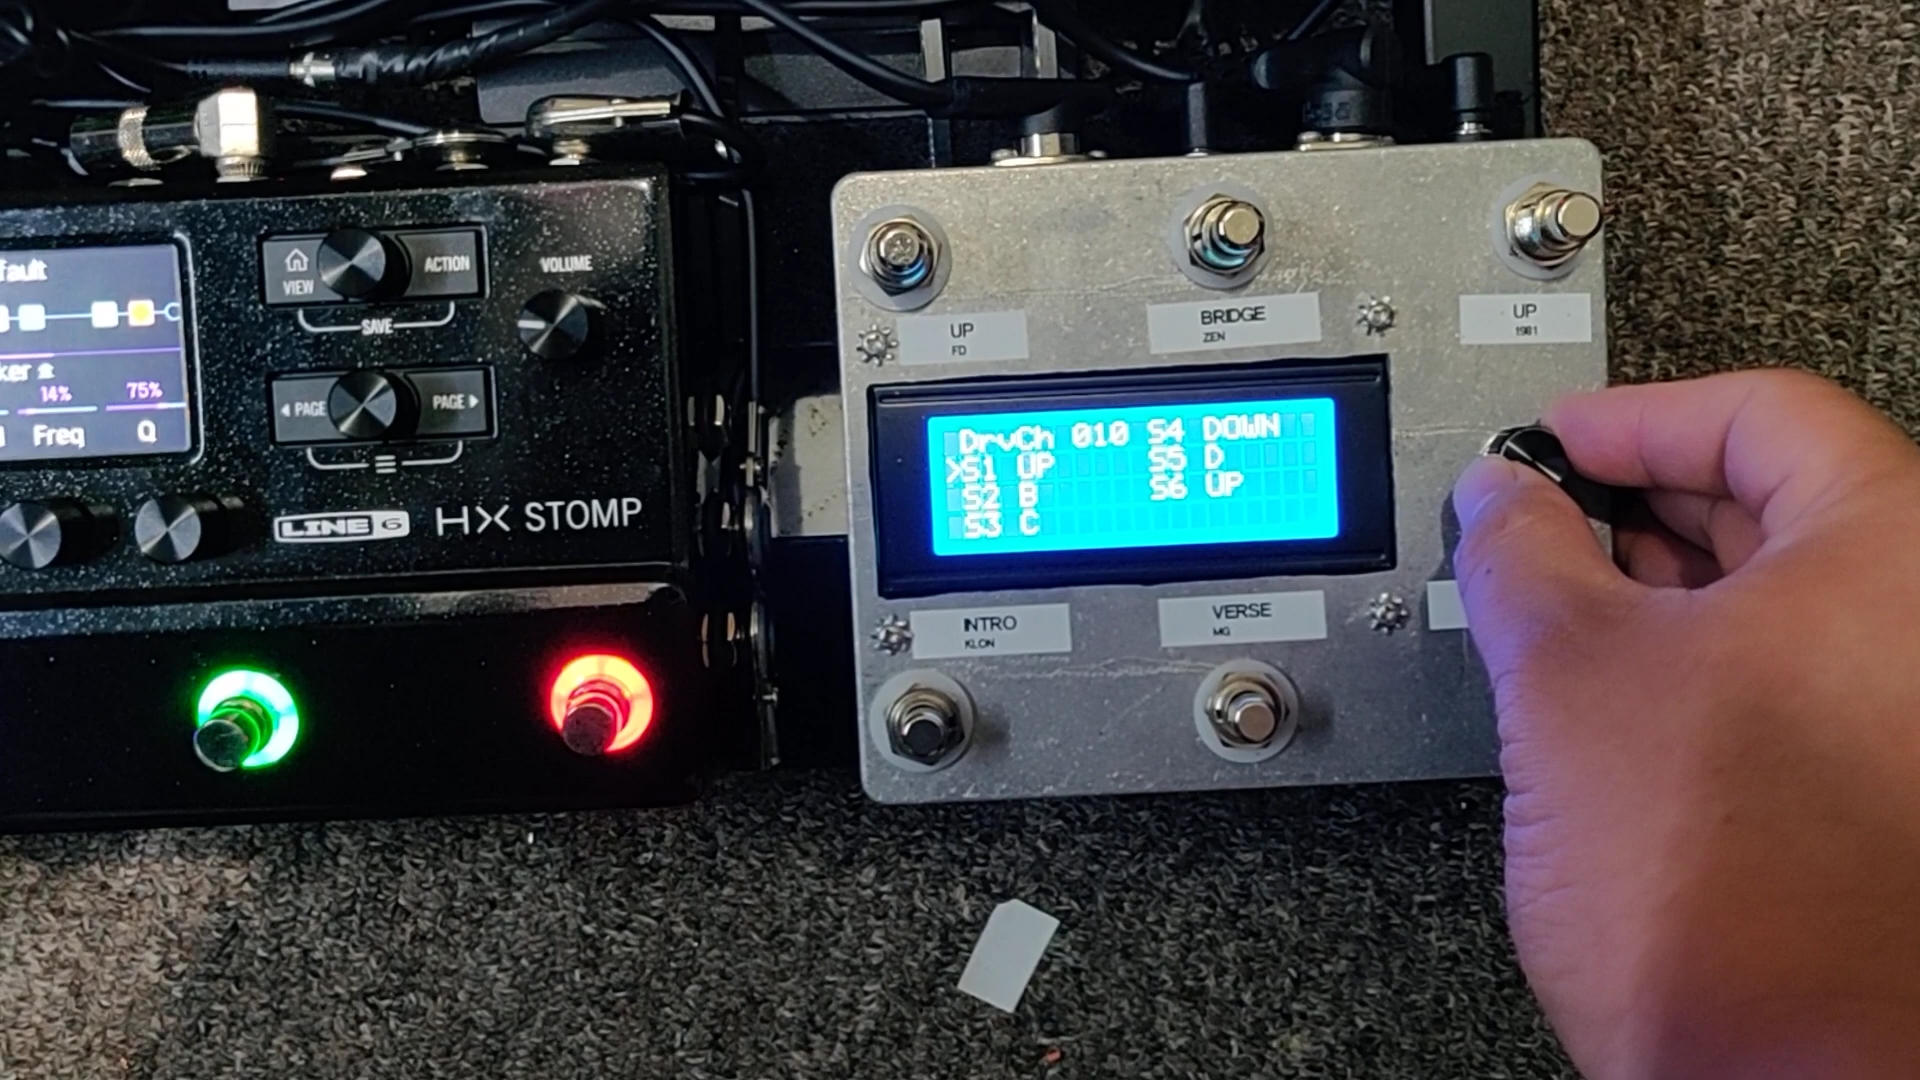 fault
ker
14% 75%
Freq Q
VIEW
ACTION
SAVE
VOLUME
PAGE
PAGE
LINE 6 HX STOMP
UP
FD
BRIDGE
ZEN
UP
1981
DrvCh 010 S4 DOWN
>S1 UP S5 D
S2 B S6 UP
S3 C
INTRO
KLON
VERSE
MG